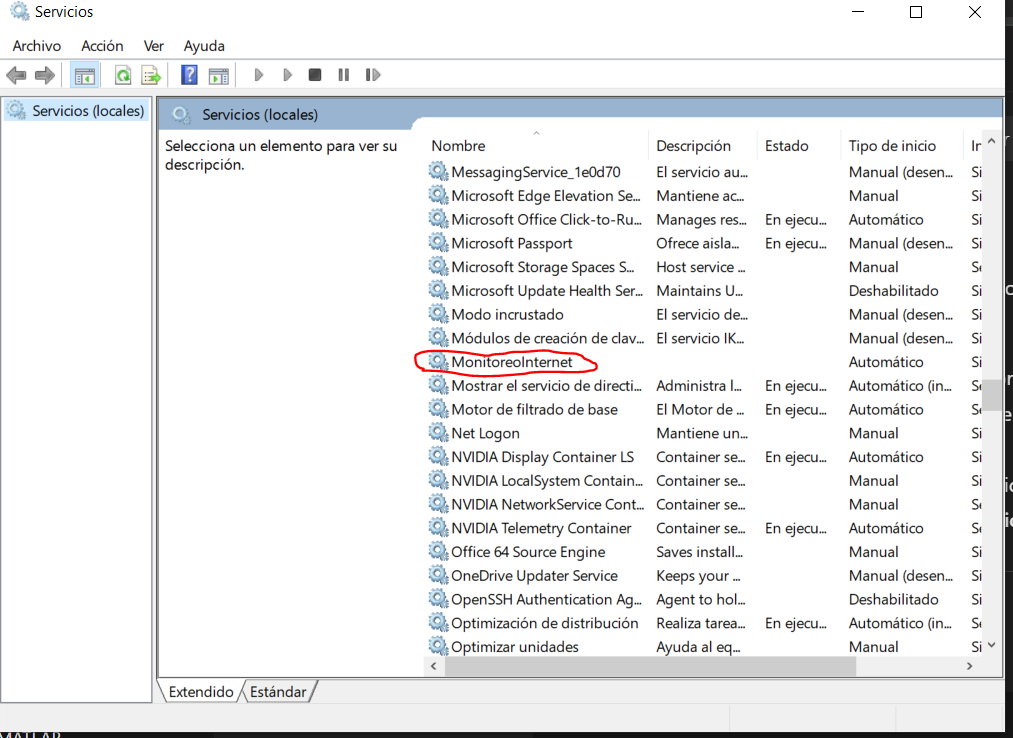 Servicios
Archivo Acción Ver Ayuda
Servicios (locales)
Servicios (locales)
Selecciona un elemento para ver su
descripción.
Nombre Descripción Estado Tipo de inicio In
MessagingService_1e0d70 El servicio au... Manual (desen... Si
Microsoft Edge Elevation Se... Mantiene ac... Manual Si
Microsoft Office Click-to-Ru... Manages res... En ejecu... Automático Si
Microsoft Passport Ofrece aisla... En ejecu... Manual (desen... Si
Microsoft Storage Spaces S... Host service ... Manual Se
Microsoft Update Health Ser... Maintains U... Deshabilitado Si
Modo incrustado El servicio de... Manual (desen... Si
Módulos de creación de clav... El servicio IK... Manual (desen... Si
MonitoreoInternet Automático Si
Mostrar el servicio de directi... Administra l... En ejecu... Automático (in... Se
Motor de filtrado de base El Motor de ... En ejecu... Automático Se
Net Logon Mantiene un... Manual Si
NVIDIA Display Container LS Container se... En ejecu... Automático Si
NVIDIA LocalSystem Contain... Container se... Manual Si
NVIDIA NetworkService Cont... Container se... Manual Se
NVIDIA Telemetry Container Container se... En ejecu... Automático Se
Office 64 Source Engine Saves install... Manual Si
OneDrive Updater Service Keeps your ... Manual (desen... Si
OpenSSH Authentication Ag... Agent to hol... Deshabilitado Si
Optimización de distribución Realiza tarea... En ejecu... Automático (in... Se
Optimizar unidades Ayuda al eq... Manual Si
Extendido Estándar
MATLAB